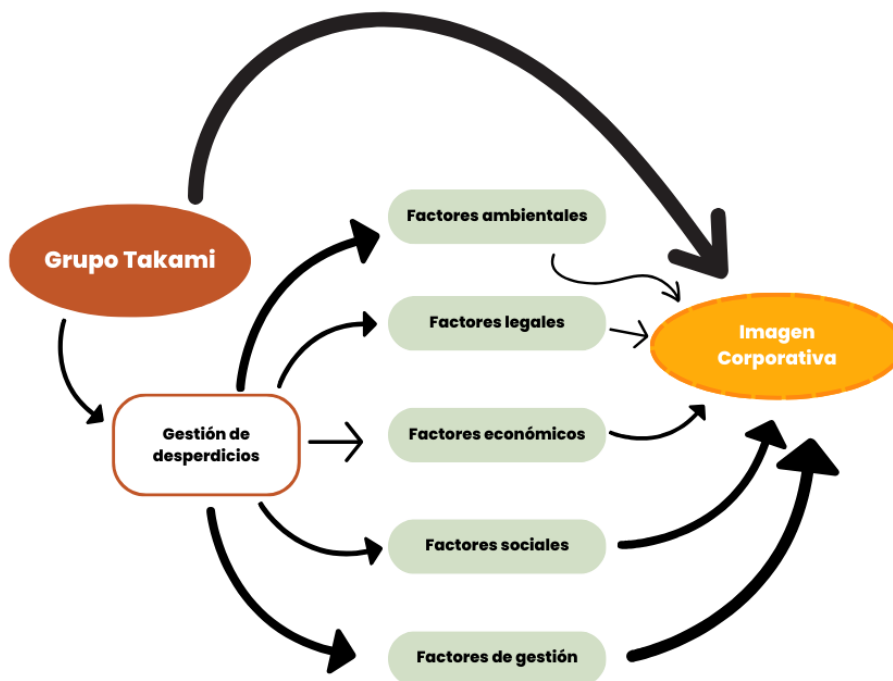 Grupo Takami
Gestión de
desperdicios
Factores ambientales
Factores legales
Factores económicos
Factores sociales
Factores de gestión
Imagen
Corporativa